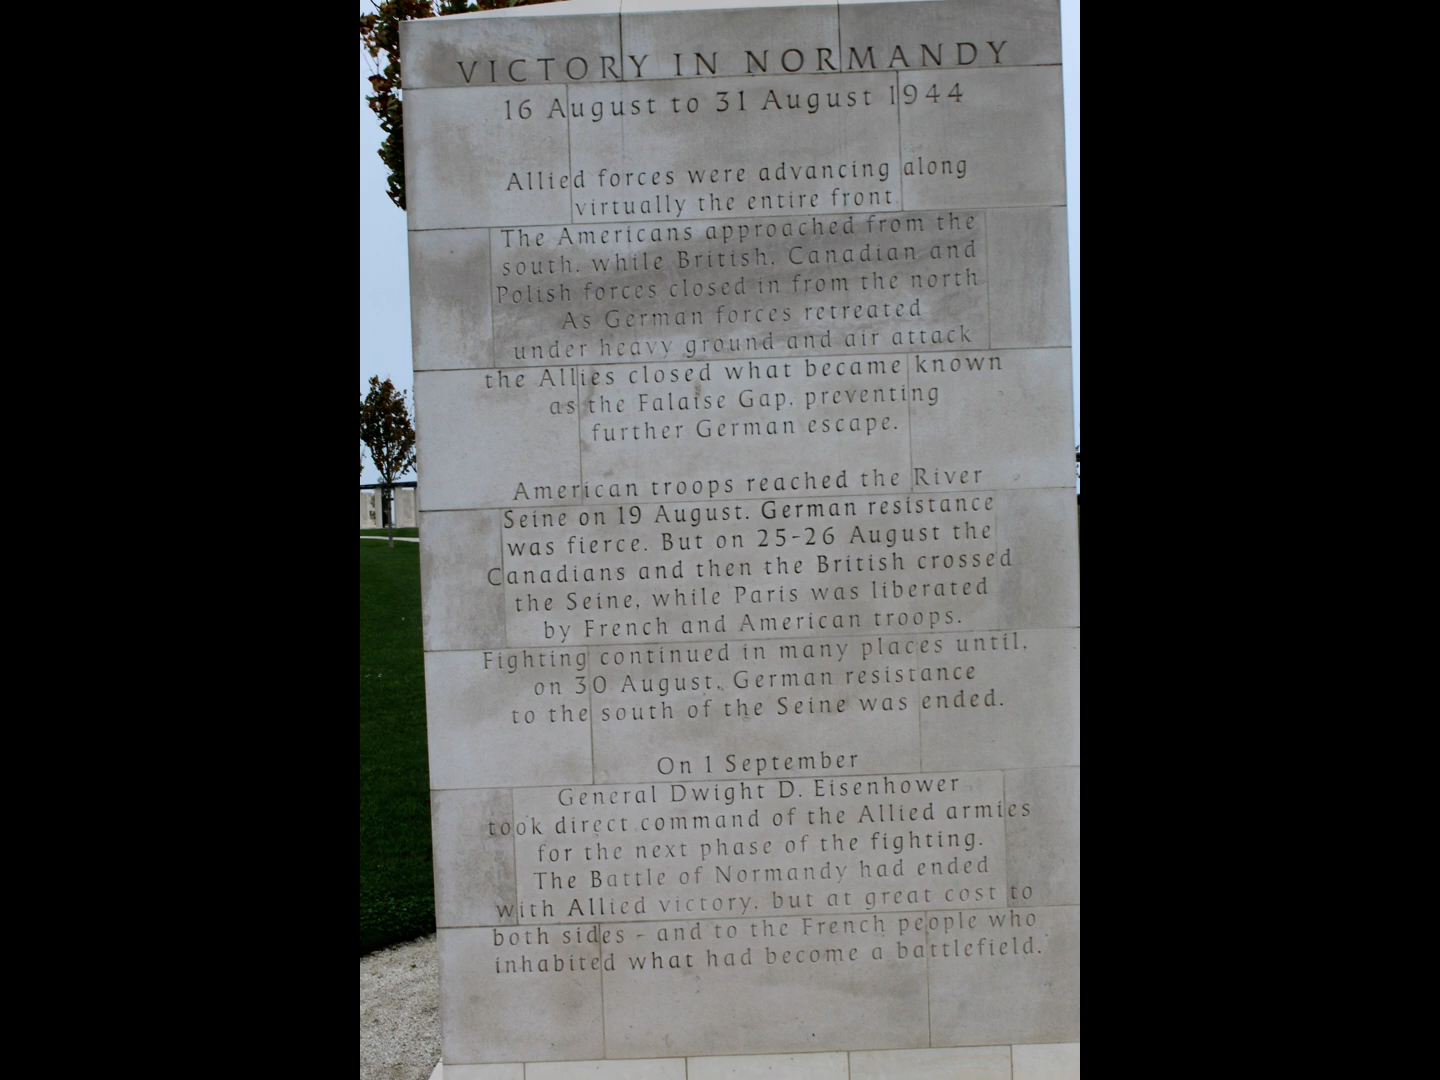 VICTORY IN NORMANDY
16 August to 31 August 1944
Allied forces were advancing along
virtually the entire front
The Americans approached from the
south, while British, Canadian and
Polish forces closed in from the north
As German forces retreated
under heavy ground and air attack
the Allies closed what became known
as the Falaise Gap, preventing
further German escape.
American troops reached the River
Seine on 19 August. German resistance
was fierce. But on 25-26 August the
Canadians and then the British crossed
the Seine, while Paris was liberated
by French and American troops.
Fighting continued in many places until,
on 30 August, German resistance
to the south of the Seine was ended.
On 1 September
General Dwight D. Eisenhower
took direct command of the Allied armies
for the next phase of the fighting.
The Battle of Normandy had ended
with Allied victory, but at great cost to
both sides - and to the French people who
inhabited what had become a battlefield.